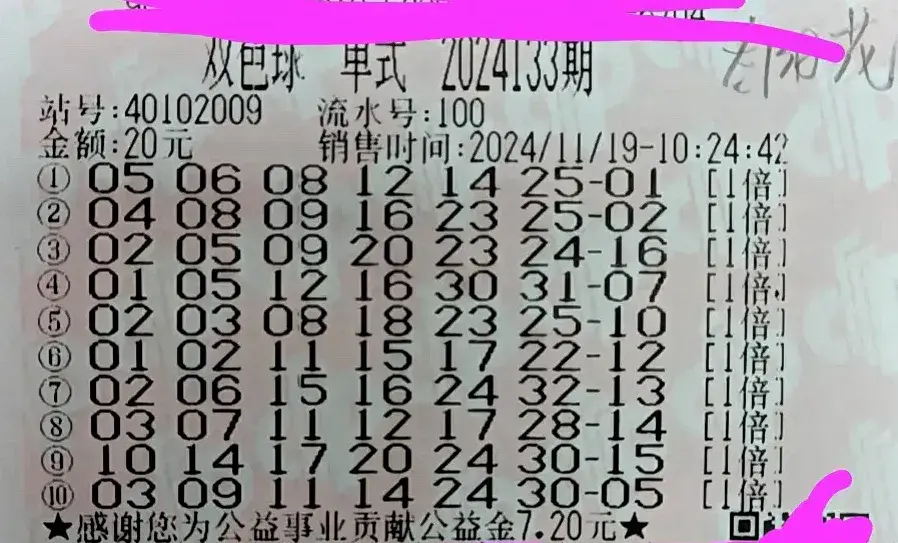 双色球 单式 2024133期
站号:40102009 流水号:100
金额:20元 销售时间:2024/11/19-10:24:42
① 05 06 08 12 14 25-01 [1倍]
② 04 08 09 16 23 25-02 [1倍]
③ 02 05 09 20 23 24-16 [1倍]
④ 01 05 12 16 30 31-07 [1倍]
⑤ 02 03 08 18 23 25-10 [1倍]
⑥ 01 02 11 15 17 22-12 [1倍]
⑦ 02 06 15 16 24 32-13 [1倍]
⑧ 03 07 11 12 17 28-14 [1倍]
⑨ 10 14 17 20 24 30-15 [1倍]
⑩ 03 09 11 14 24 30-05 [1倍]
★感谢您为公益事业贡献公益金7.20元★